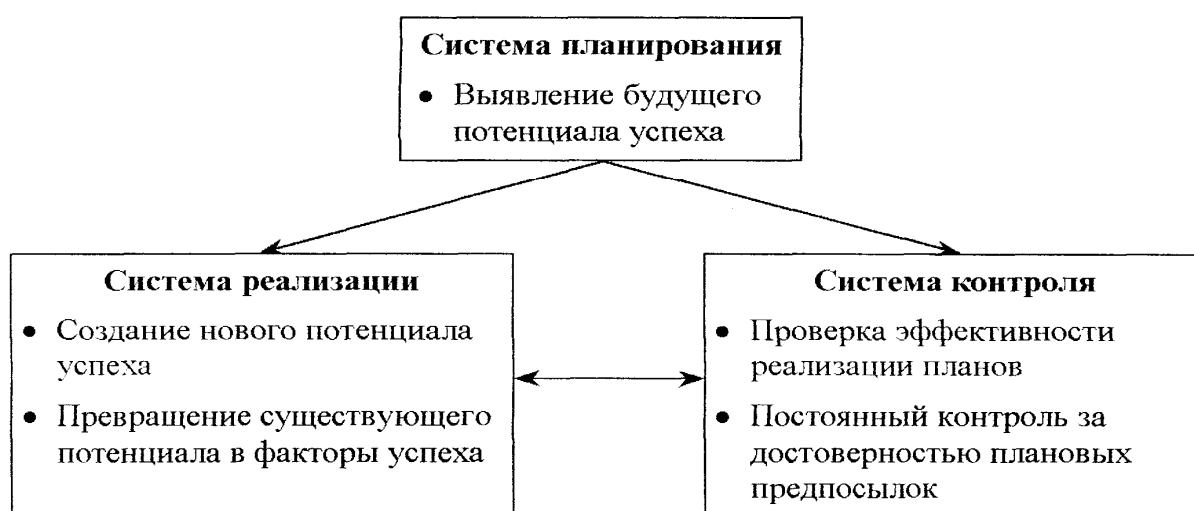 Система планирования
● Выявление будущего
потенциала успеха
Система реализации
● Создание нового потенциала
успеха
● Превращение существующего
потенциала в факторы успеха
Система контроля
● Проверка эффективности
реализации планов
● Постоянный контроль за
достоверностью плановых
предпосылок